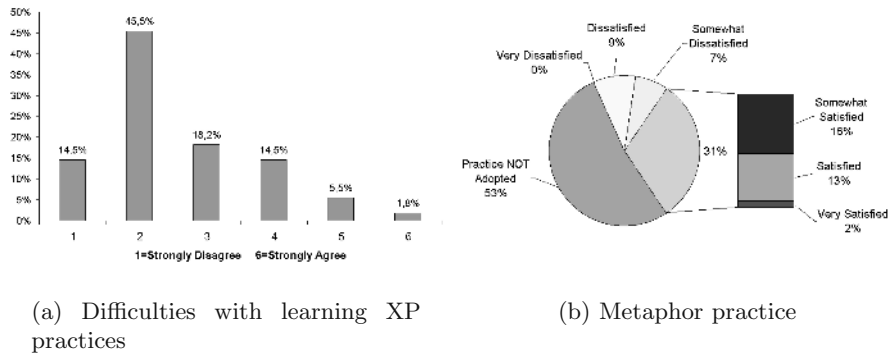 50%
45%
40%
35%
30%
25%
20%
15%
10%
5%
0%
14,5%
45,5%
18,2%
14,5%
5,5%
1,8%
1 2 3 4 5 6
1=Strongly Disagree 6=Strongly Agree
(a) Difficulties with learning XP
practices
Dissatisfied
9%
Somewhat
Dissatisfied
7%
Very Dissatisfied
0%
Practice NOT
Adopted
53%
31%
Somewhat
Satisfied
16%
Satisfied
13%
Very Satisfied
2%
(b) Metaphor practice